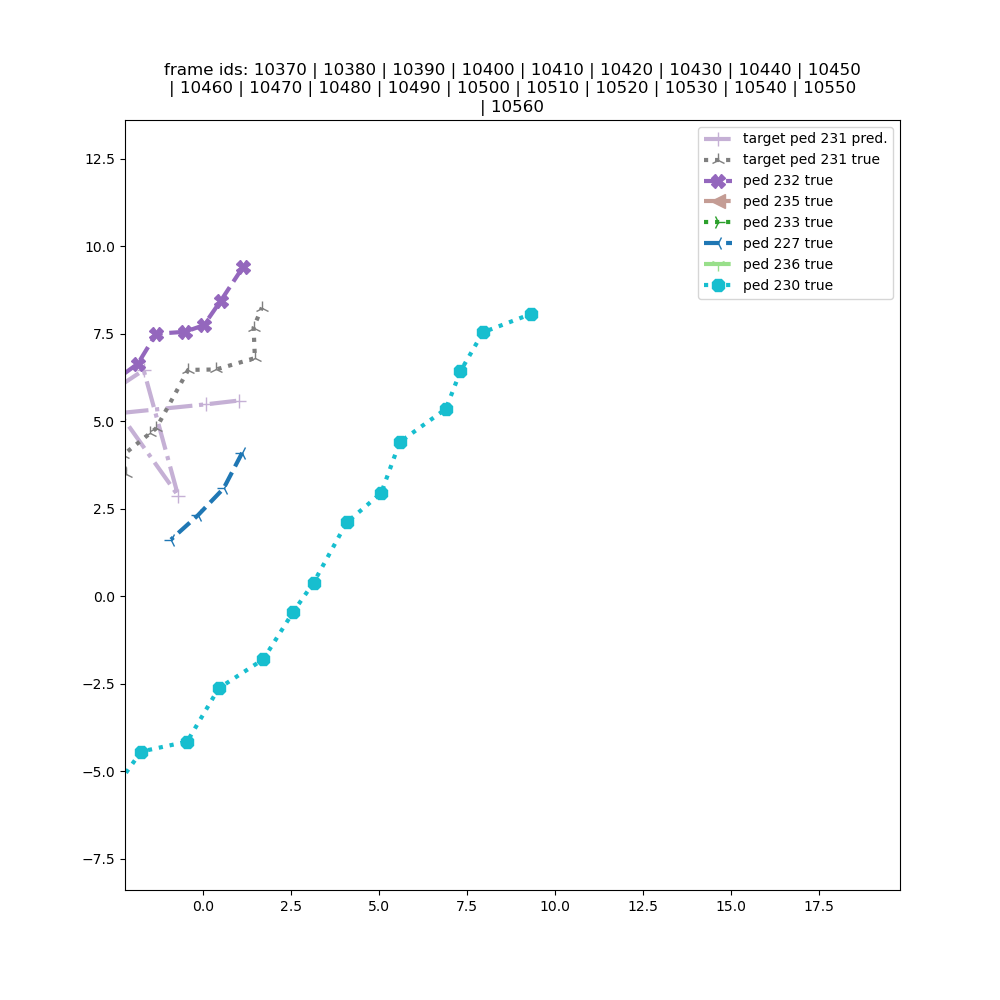 frame ids: 10370 | 10380 | 10390 | 10400 | 10410 | 10420 | 10430 | 10440 | 10450
| 10460 | 10470 | 10480 | 10490 | 10500 | 10510 | 10520 | 10530 | 10540 | 10550
| 10560
target ped 231 pred.
target ped 231 true
ped 232 true
ped 235 true
ped 233 true
ped 227 true
ped 236 true
ped 230 true
12.5
10.0
7.5
5.0
2.5
0.0
−2.5
−5.0
−7.5
0.0 2.5 5.0 7.5 10.0 12.5 15.0 17.5